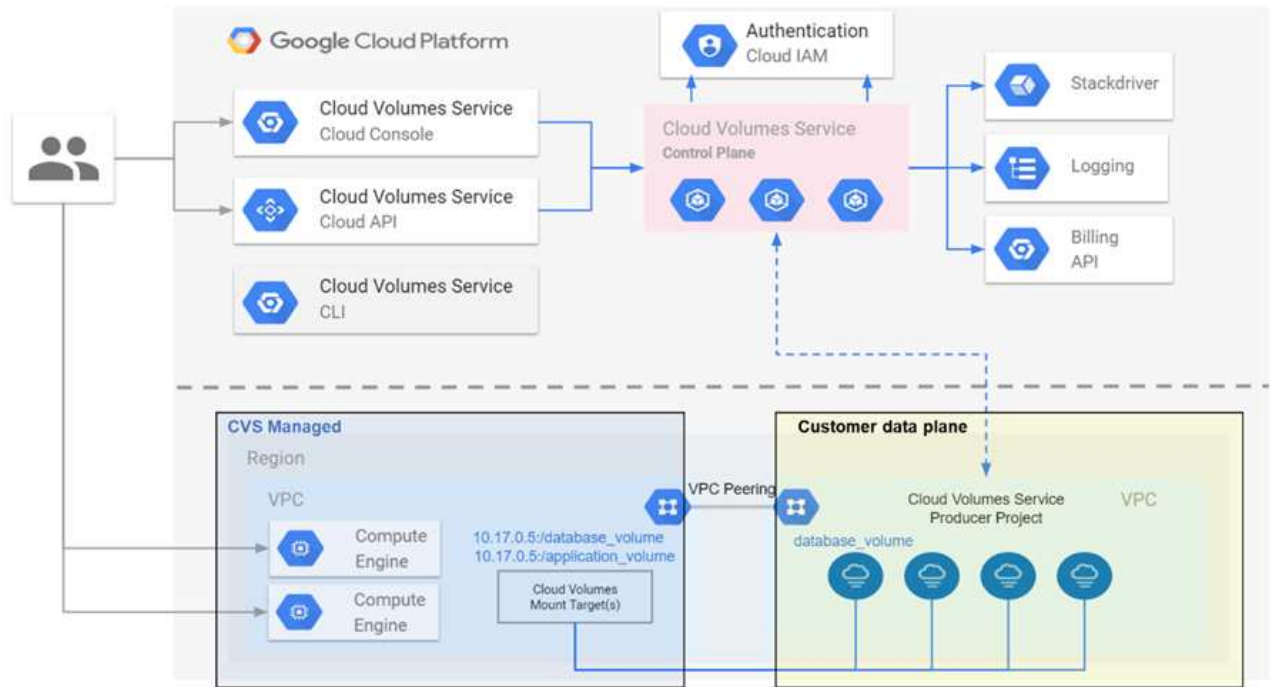 Google Cloud Platform
Authentication
Cloud IAM
Cloud Volumes Service
Cloud Console
Cloud Volumes Service
Cloud API
Cloud Volumes Service
CLI
Cloud Volumes Service
Control Plane
Stackdriver
Logging
Billing
API
CVS Managed
Region
VPC
Compute
Engine
Compute
Engine
10.17.0.5:/database_volume
10.17.0.5:/application_volume
Cloud Volumes
Mount Target(s)
VPC Peering
Customer data plane
Cloud Volumes Service
Producer Project
VPC
database_volume